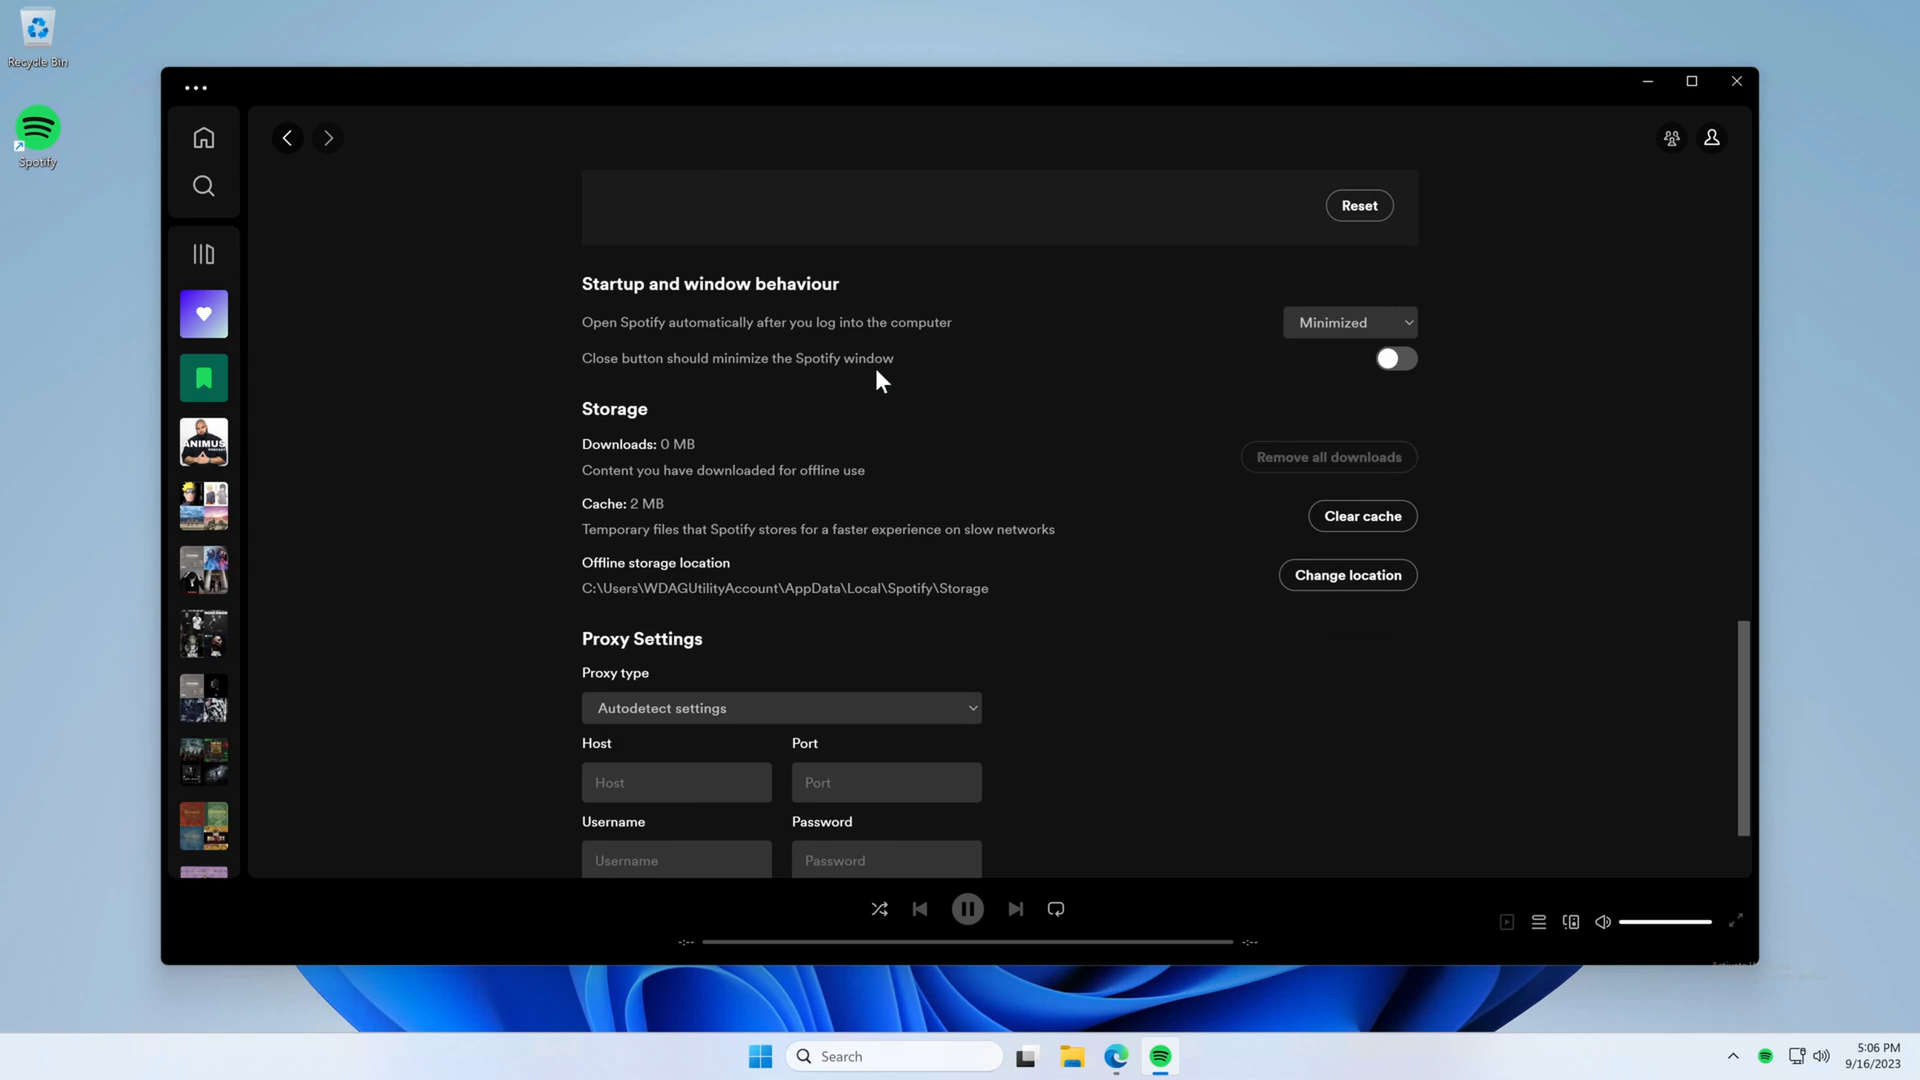 Recycle Bin
Spotify
Reset
Startup and window behaviour
Open Spotify automatically after you log into the computer
Minimized
Close button should minimize the Spotify window
Storage
Downloads: 0 MB
Content you have downloaded for offline use
Remove all downloads
Cache: 2 MB
Temporary files that Spotify stores for a faster experience on slow networks
Clear cache
Offline storage location
C:\Users\WDAGUtilityAccount\AppData\Local\Spotify\Storage
Change location
Proxy Settings
Proxy type
Autodetect settings
Host Port
Host Port
Username Password
Username Password
ANIMUS
-:-- -:--
Search
5:06 PM
9/16/2023